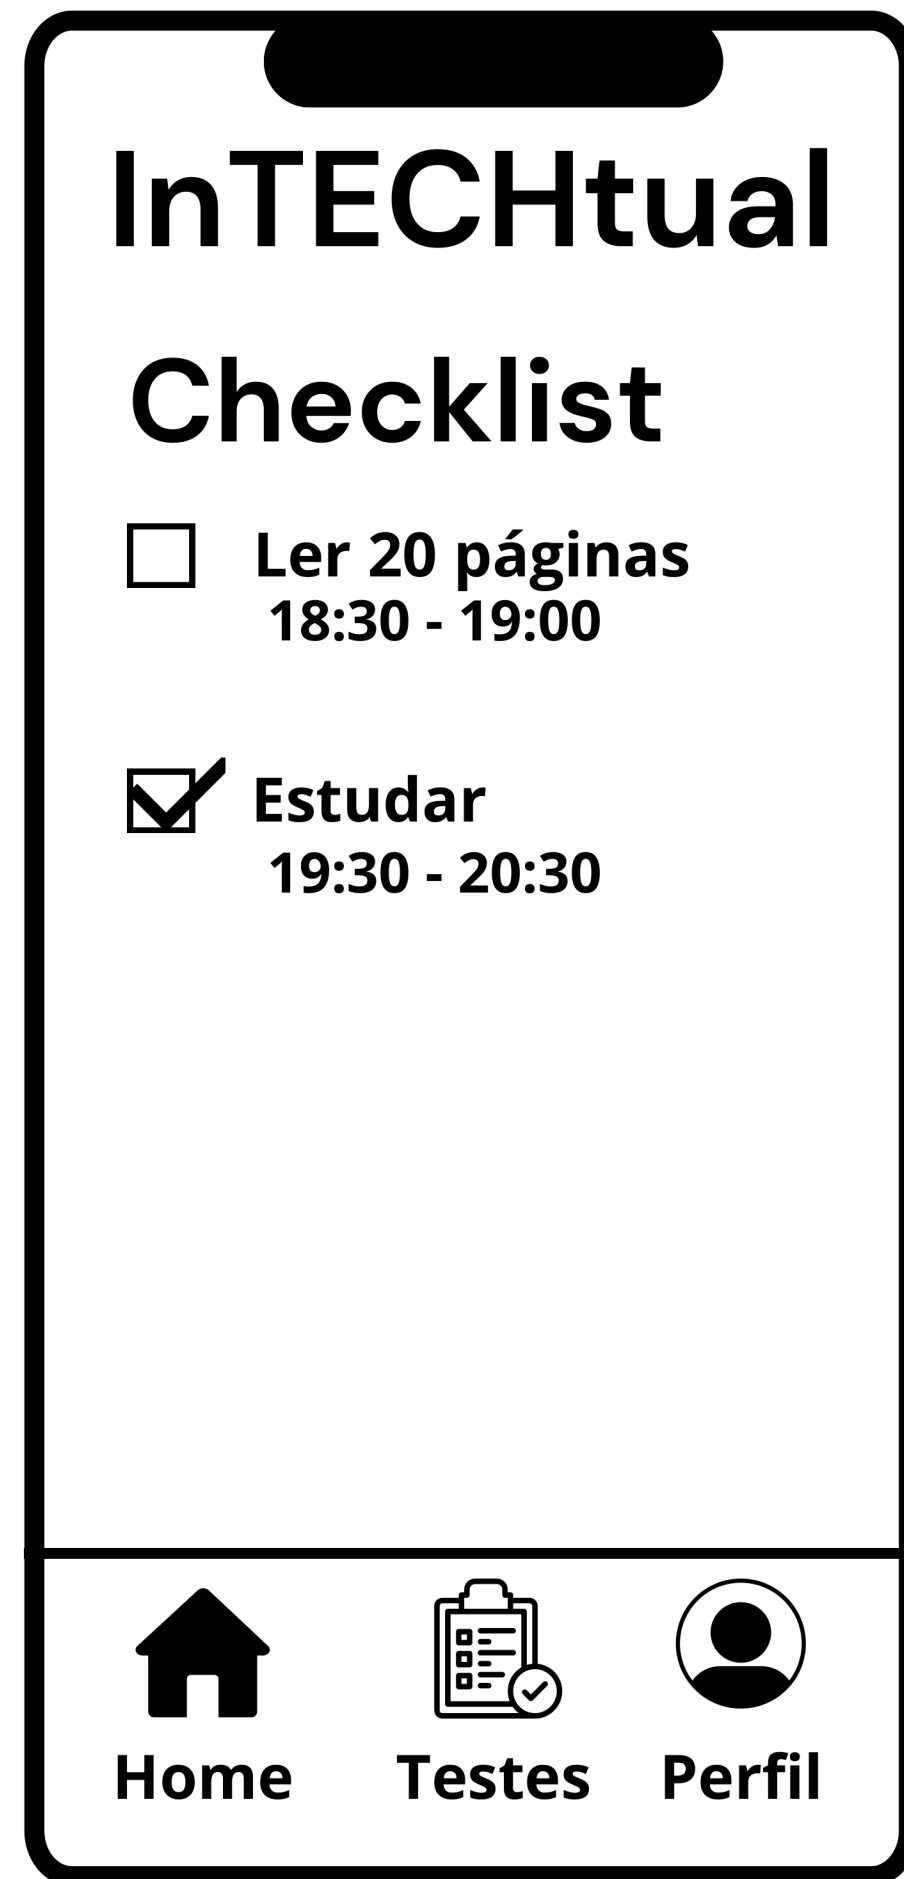 InTECHtual
Checklist
Ler 20 páginas
18:30 - 19:00
Estudar
19:30 - 20:30
Home Testes Perfil